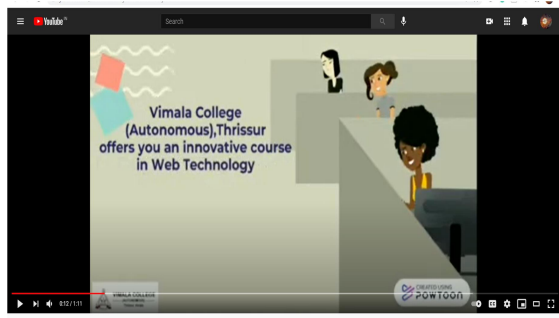 YouTube
Search
Vimala College
(Autonomous),Thrissur
offers you an innovative course
in Web Technology
VIMALA COLLEGE
CREATED USING
POWTOON
0:12 / 1:11